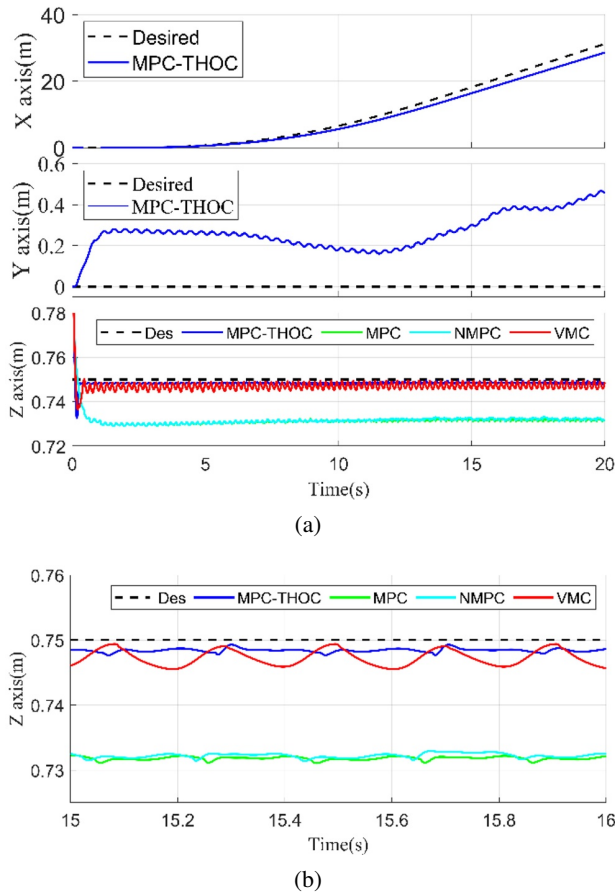 40
20
0
X axis(m)
Desired
MPC-THOC
0.6
0.4
0.2
0
Y axis(m)
Desired
MPC-THOC
0.78
0.76
0.74
0.72
Z axis(m)
Des MPC-THOC MPC NMPC VMC
0 5 10 15 20
Time(s)
(a)
0.76
0.75
0.74
0.73
Z axis(m)
Des MPC-THOC MPC NMPC VMC
15 15.2 15.4 15.6 15.8 16
Time(s)
(b)